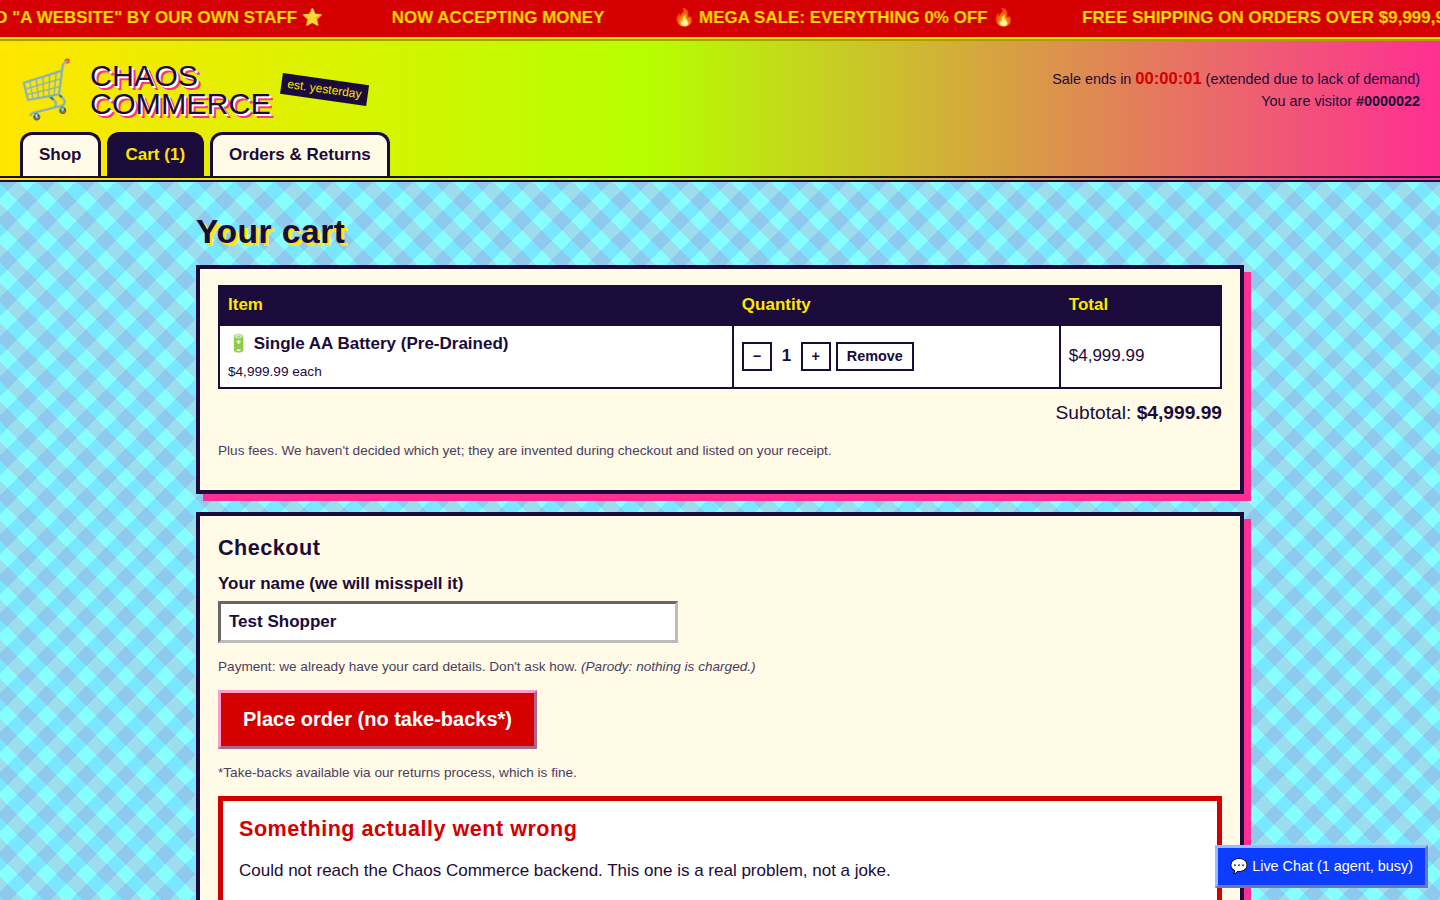 "A WEBSITE" BY OUR OWN STAFF ⭐ NOW ACCEPTING MONEY 🔥 MEGA SALE: EVERYTHING 0% OFF 🔥 FREE SHIPPING ON ORDERS OVER
CHAOS
COMMERCE
est. yesterday
Sale ends in 00:00:01 (extended due to lack of demand)
You are visitor #0000022
Shop
Cart (1)
Orders & Returns
Your cart
Item Quantity Total
🔋 Single AA Battery (Pre-Drained)
$4,999.99 each
− 1 + Remove
$4,999.99
Subtotal: $4,999.99
Plus fees. We haven't decided which yet; they are invented during checkout and listed on your receipt.
Checkout
Your name (we will misspell it)
Test Shopper
Payment: we already have your card details. Don't ask how. (Parody: nothing is charged.)
Place order (no take-backs*)
*Take-backs available via our returns process, which is fine.
Something actually went wrong
Could not reach the Chaos Commerce backend. This one is a real problem, not a joke.
💬 Live Chat (1 agent, busy)